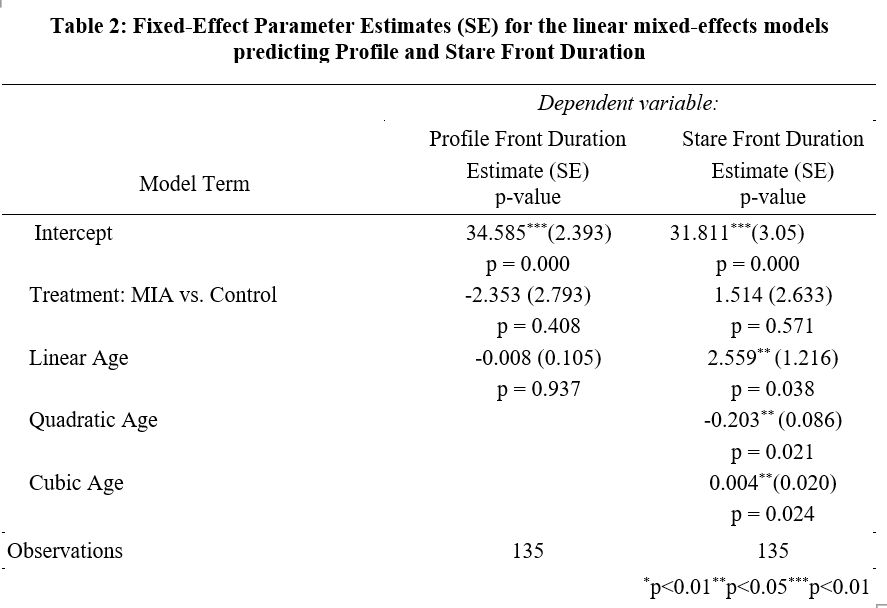 Table 2: Fixed-Effect Parameter Estimates (SE) for the linear mixed-effects models
predicting Profile and Stare Front Duration
Dependent variable:
Profile Front Duration Stare Front Duration
Estimate (SE) Estimate (SE)
Model Term
p-value p-value
Intercept 34.585***(2.393) 31.811***(3.05)
p = 0.000 p = 0.000
Treatment: MIA vs. Control -2.353 (2.793) 1.514 (2.633)
p = 0.408 p = 0.571
Linear Age -0.008 (0.105) 2.559** (1.216)
p = 0.937 p = 0.038
Quadratic Age -0.203** (0.086)
p = 0.021
Cubic Age 0.004**(0.020)
p = 0.024
Observations 135 135
*p<0.01**p<0.05***p<0.01